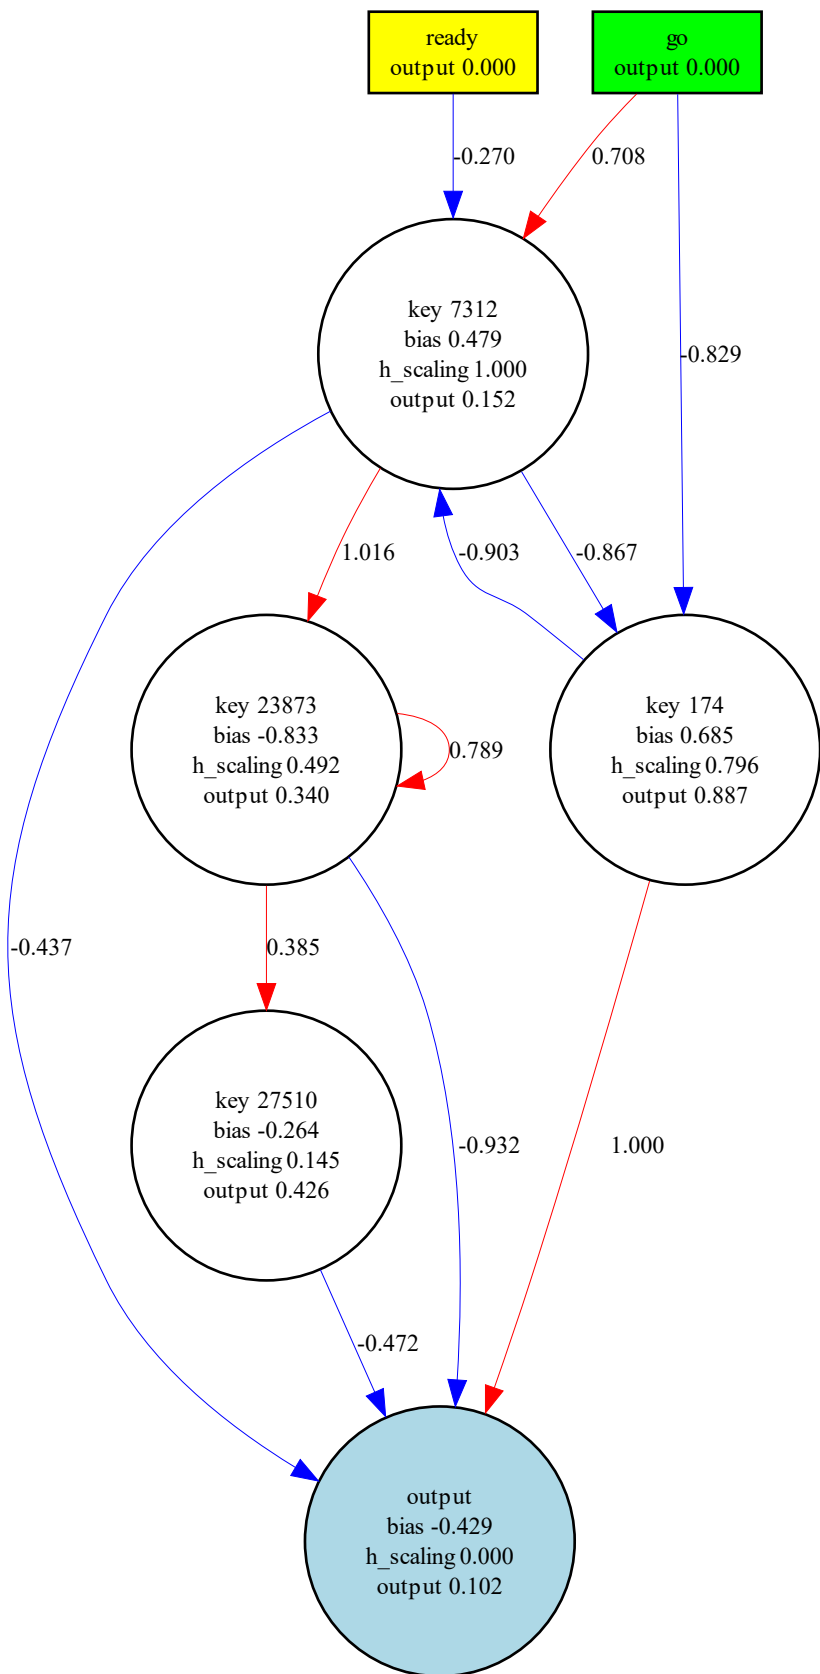 ready
output 0.000
go
output 0.000
-0.270
0.708
key 7312
bias 0.479
h_scaling 1.000
output 0.152
-0.829
1.016
-0.903
-0.867
key 23873
bias -0.833
h_scaling 0.492
output 0.340
0.789
key 174
bias 0.685
h_scaling 0.796
output 0.887
-0.437
0.385
key 27510
bias -0.264
h_scaling 0.145
output 0.426
-0.932
1.000
-0.472
output
bias -0.429
h_scaling 0.000
output 0.102